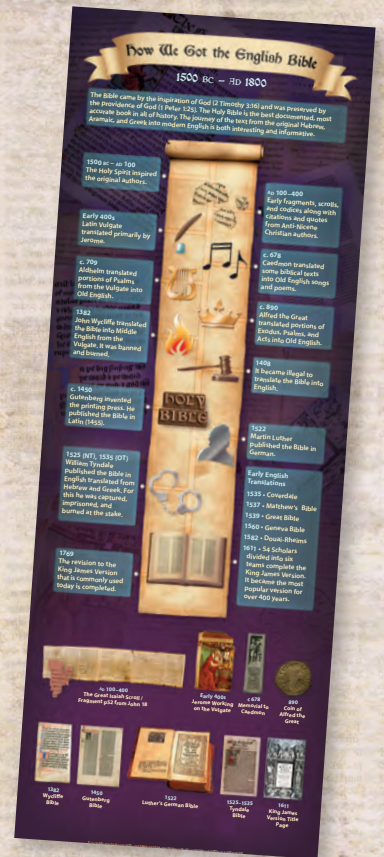 How We Got the English Bible
1500 BC – AD 1800
The Bible came by the inspiration of God (2 Timothy 3:16) and was preserved by
the providence of God (1 Peter 1:25). The Holy Bible is the best documented, most
accurate book in all of history. The journey of the text from the original Hebrew,
Aramaic, and Greek into modern English is both interesting and informative.
1500 BC – AD 100
The Holy Spirit inspired
the original authors.
AD 100–400
Early fragments, scrolls,
and codices along with
citations and quotes
from Anti-Nicene
Christian authors.
Early 400s
Latin Vulgate
translated primarily by
Jerome.
c. 678
Caedmon translated
some biblical texts
into Old English songs
and poems.
c. 709
Aldhelm translated
portions of Psalms
from the Vulgate into
Old English.
c. 890
Alfred the Great
translated portions of
Exodus, Psalms, and
Acts into Old English.
1382
John Wycliffe translated
the Bible into Middle
English from the
Vulgate. It was banned
and burned.
1408
It became illegal to
translate the Bible into
English.
c. 1450
Gutenberg invented
the printing press. He
published the Bible in
Latin (1455).
HOLY
BIBLE
1522
Martin Luther
published the Bible in
German.
1525 (NT), 1535 (OT)
William Tyndale
published the Bible in
English translated from
Hebrew and Greek. For
this he was captured,
imprisoned, and
burned at the stake.
Early English
Translations
1535 • Coverdale
1537 • Matthew's Bible
1539 • Great Bible
1560 • Geneva Bible
1582 • Douai-Rheims
1611 • 54 Scholars
divided into six
teams complete the
King James Version.
It became the most
popular version for
over 400 years.
1769
The revision to the
King James Version
that is commonly used
today is completed.
AD 100–400
The Great Isaiah Scroll /
Fragment p52 from John 18
Early 400s
Jerome Working
on the Vulgate
c 678
Memorial to
Caedmon
890
Coin of
Alfred the
Great
1382
Wycliffe
Bible
1450
Gutenberg
Bible
1522
Luther's German Bible
1525–1535
Tyndale
Bible
1611
King James
Version Title
Page